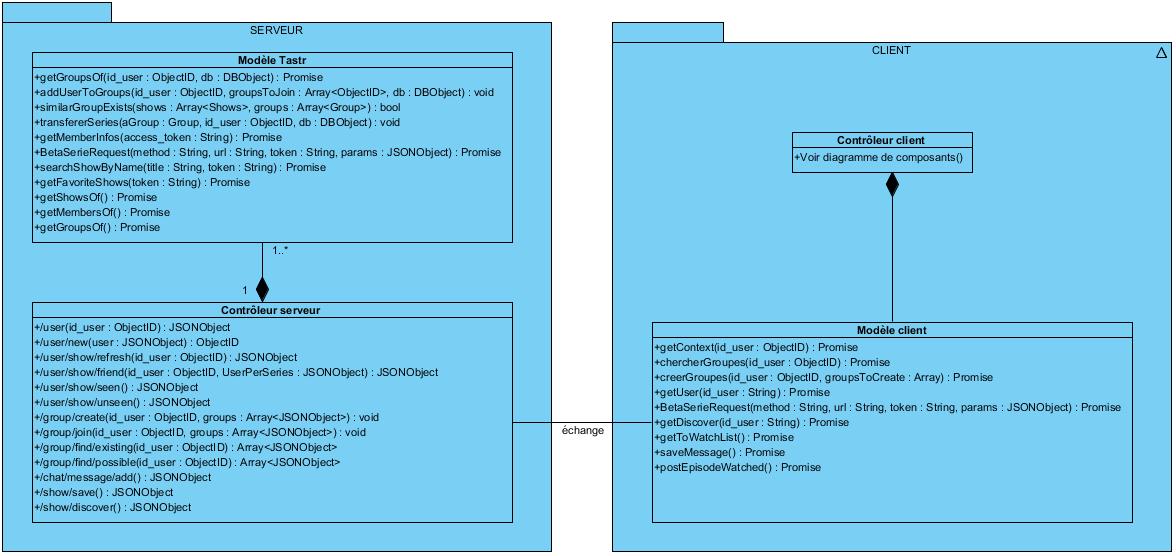 SERVEUR
Modèle Tastr
+getGroupsOf(id_user : ObjectID, db : DBObject) : Promise
+addUserToGroups(id_user : ObjectID, groupsToJoin : Array<ObjectID>, db : DBObject) : void
+similarGroupExists(shows : Array<Shows>, groups : Array<Group>) : bool
+transfererSeries(aGroup : Group, id_user : ObjectID, db : DBObject) : void
+getMemberInfos(access_token : String) : Promise
+BetaSerieRequest(method : String, url : String, token : String, params : JSONObject) : Promise
+searchShowByName(title : String, token : String) : Promise
+getFavoriteShows(token : String) : Promise
+getShowsOf() : Promise
+getMembersOf() : Promise
+getGroupsOf() : Promise
1..*
1
Contrôleur serveur
+/user(id_user : ObjectID) : JSONObject
+/user/new(user : JSONObject) : ObjectID
+/user/show/refresh(id_user : ObjectID) : JSONObject
+/user/show/friend(id_user : ObjectID, UserPerSeries : JSONObject) : JSONObject
+/user/show/seen() : JSONObject
+/user/show/unseen() : JSONObject
+/group/create(id_user : ObjectID, groups : Array<JSONObject>) : void
+/group/join(id_user : ObjectID, groups : Array<JSONObject>) : void
+/group/find/existing(id_user : ObjectID) : Array<JSONObject>
+/group/find/possible(id_user : ObjectID) : Array<JSONObject>
+/chat/message/add() : JSONObject
+/show/save() : JSONObject
+/show/discover() : JSONObject
échange
CLIENT
Contrôleur client
+Voir diagramme de composants()
Modèle client
+getContext(id_user : ObjectID) : Promise
+chercherGroupes(id_user : ObjectID) : Promise
+creerGroupes(id_user : ObjectID, groupsToCreate : Array) : Promise
+getUser(id_user : String) : Promise
+BetaSerieRequest(method : String, url : String, token : String, params : JSONObject) : Promise
+getDiscover(id_user : String) : Promise
+getToWatchList() : Promise
+saveMessage() : Promise
+postEpisodeWatched() : Promise